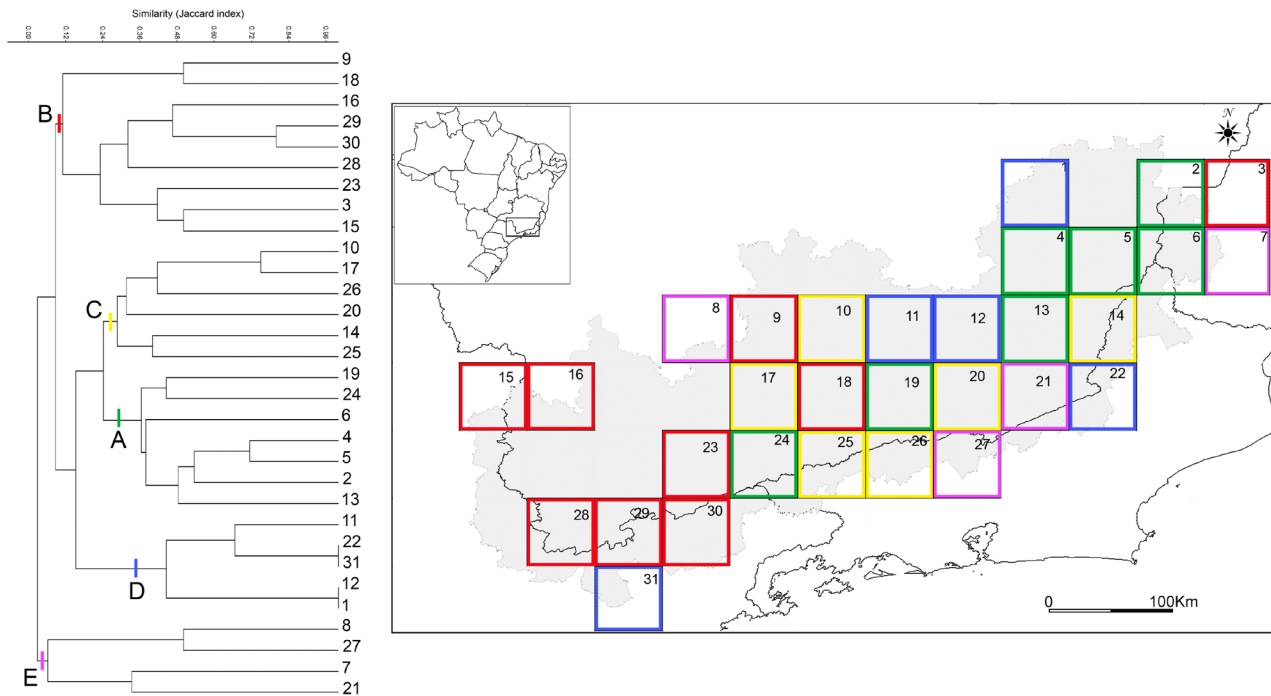 Similarity (Jaccard index)
0.00 0.12 0.24 0.36 0.48 0.60 0.72 0.84 0.96
9
18
16
B
29
30
28
23
3
15
10
17
26
C
20
14
25
19
24
6
A
4
5
2
13
11
22
31
D
12
1
8
27
E
7
21
N
1 2 3
4 5 6 7
8 9 10 11 12 13 14
15 16 17 18 19 20 21 22
23 24 25 26 27
28 29 30
31
0 100Km